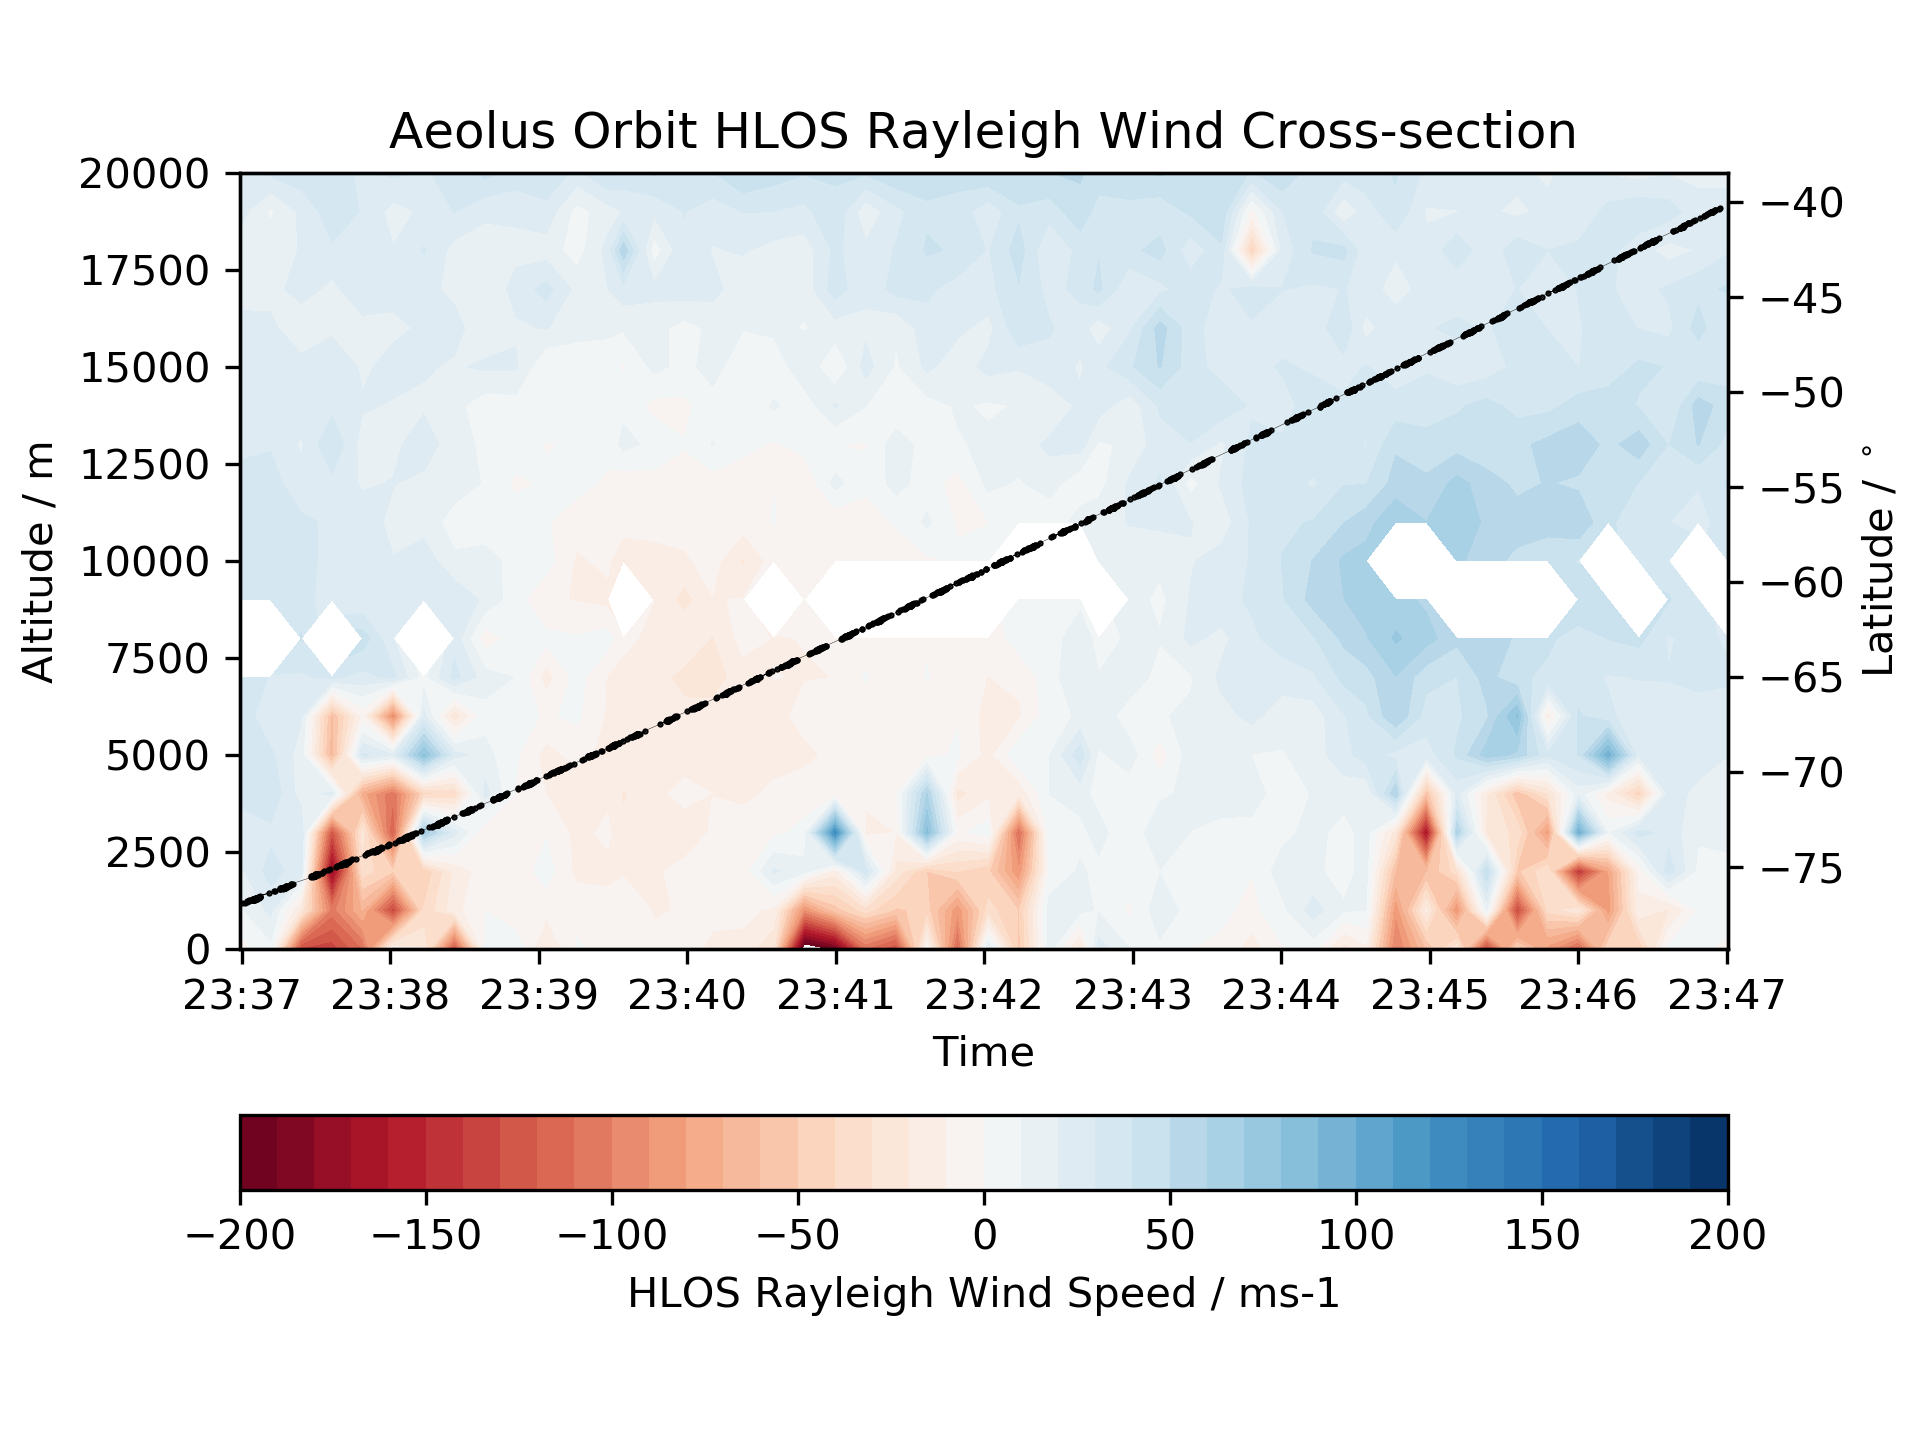 Aeolus Orbit HLOS Rayleigh Wind Cross-section
20000
17500
15000
12500
10000
7500
5000
2500
0
Altitude / m
−40
−45
−50
−55
−60
−65
−70
−75
Latitude / °
23:37 23:38 23:39 23:40 23:41 23:42 23:43 23:44 23:45 23:46 23:47
Time
−200 −150 −100 −50 0 50 100 150 200
HLOS Rayleigh Wind Speed / ms-1